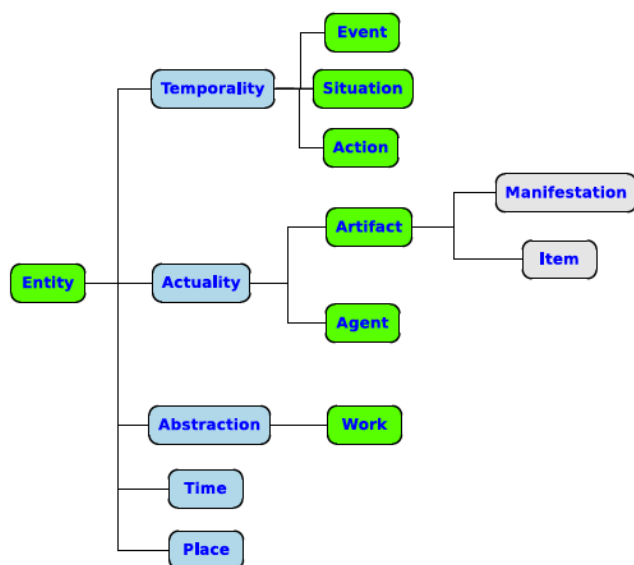 Event
Temporality
Situation
Action
Manifestation
Artifact
Item
Entity
Actuality
Agent
Abstraction
Work
Time
Place